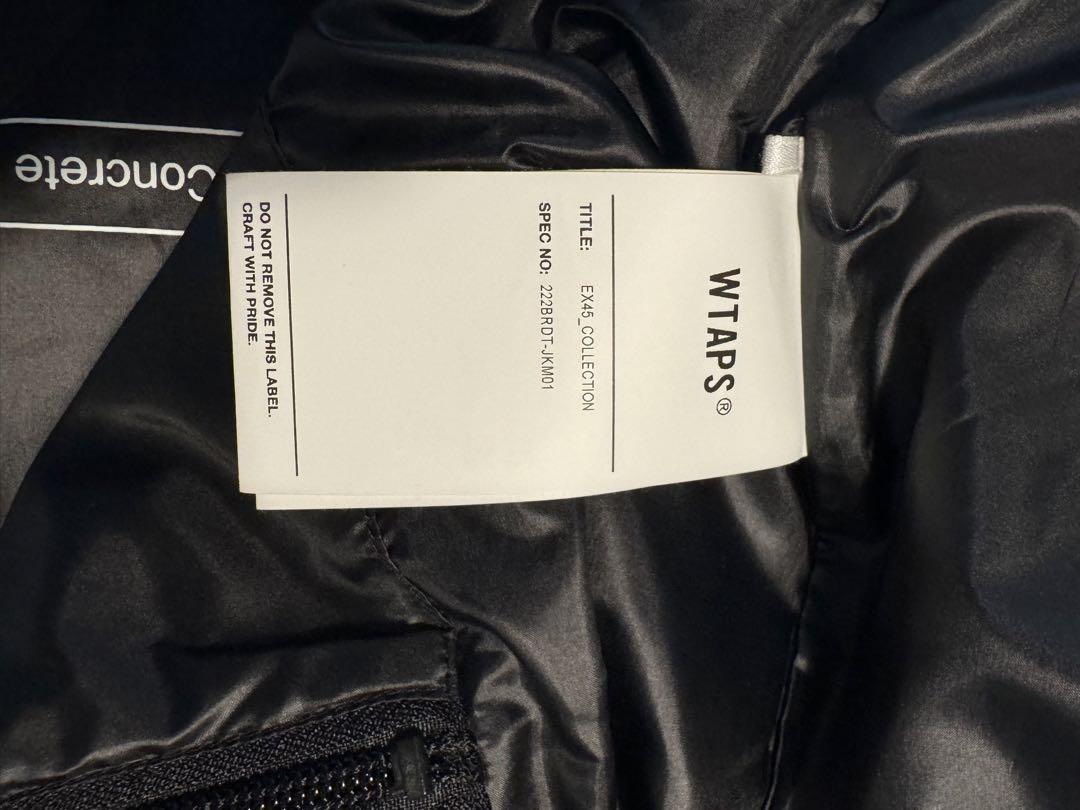 WTAPS®
TITLE: EX45_COLLECTION
SPEC NO: 222BRDT-JKM01
DO NOT REMOVE THIS LABEL.
CRAFT WITH PRIDE.
Concrete